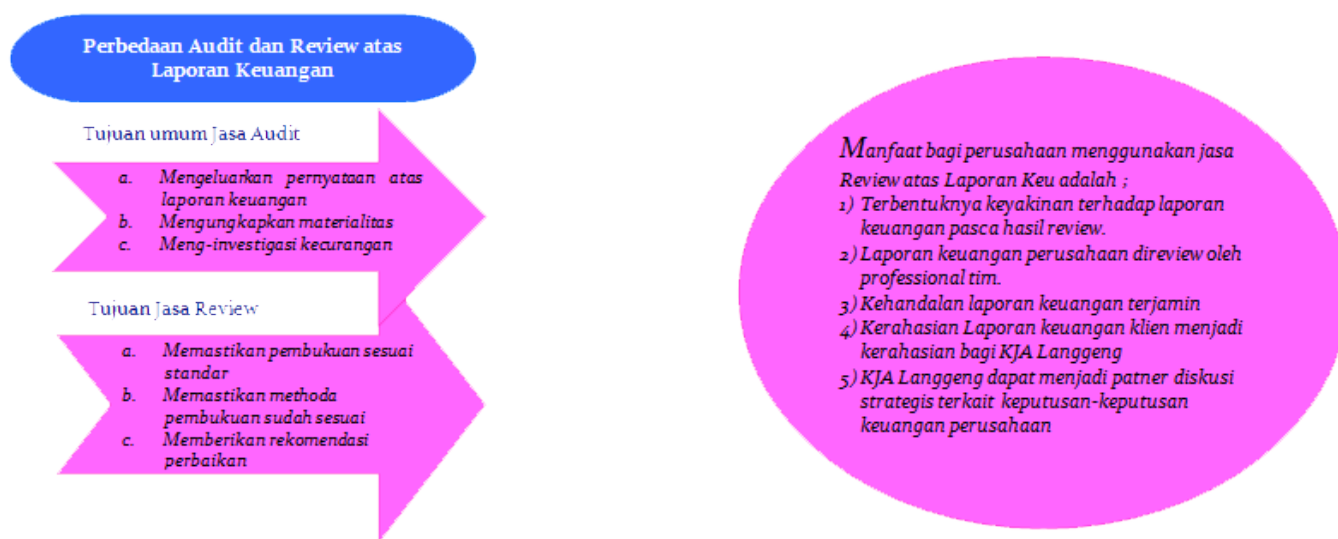 Perbedaan Audit dan Review atas
Laporan Keuangan
Tujuan umum Jasa Audit
a. Mengeluarkan pernyataan atas
laporan keuangan
b. Mengungkapkan materialitas
c. Meng-investigasi kecurangan
Tujuan Jasa Review
a. Memastikan pembukuan sesuai
standar
b. Memastikan methoda
pembukuan sudah sesuai
c. Memberikan rekomendasi
perbaikan
Manfaat bagi perusahaan menggunakan jasa
Review atas Laporan Keu adalah ;
1) Terbentuknya keyakinan terhadap laporan
keuangan pasca hasil review.
2) Laporan keuangan perusahaan direview oleh
professional tim.
3) Kehandalan laporan keuangan terjamin
4) Kerahasian Laporan keuangan klien menjadi
kerahasian bagi KJA Langgeng
5) KJA Langgeng dapat menjadi patner diskusi
strategis terkait keputusan-keputusan
keuangan perusahaan